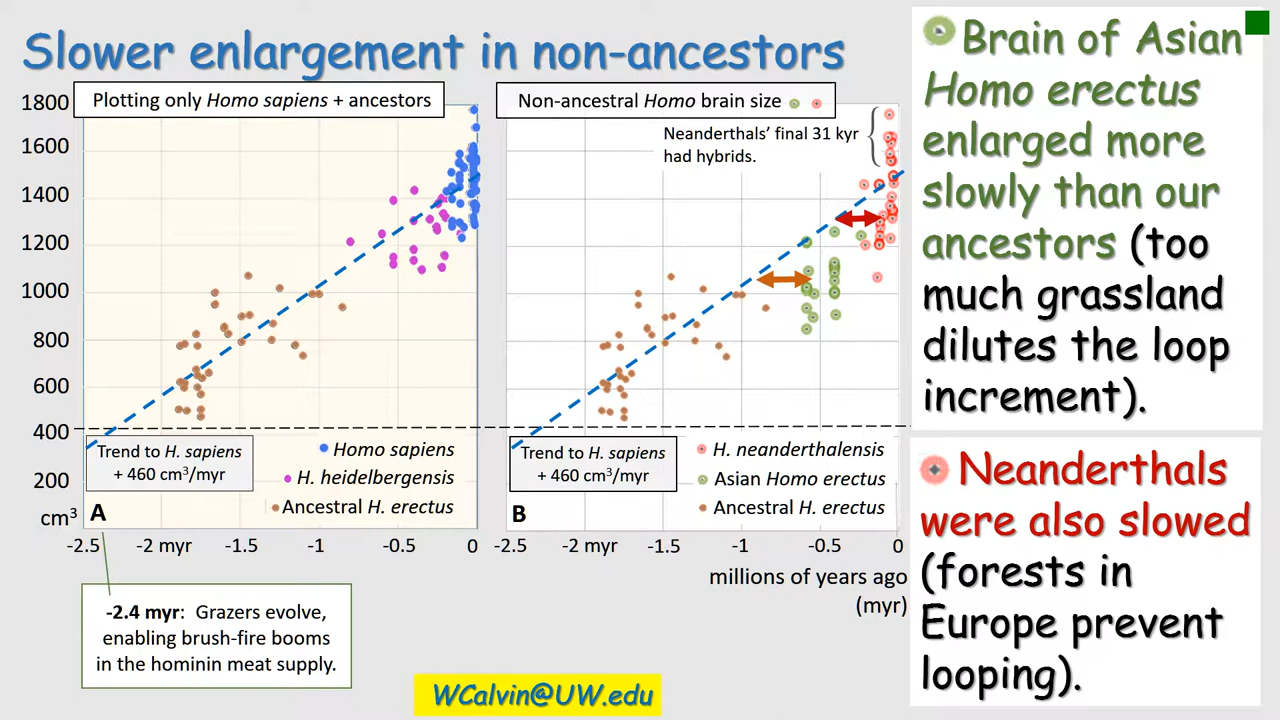 Slower enlargement in non-ancestors
Plotting only Homo sapiens + ancestors
1800
1600
1400
1200
1000
800
600
400
200
cm³
Trend to H. sapiens
+ 460 cm³/myr
Homo sapiens
H. heidelbergensis
Ancestral H. erectus
A
-2.5
-2 myr
-1.5
-1
-0.5
0
-2.4 myr: Grazers evolve,
enabling brush-fire booms
in the hominin meat supply.
Non-ancestral Homo brain size
Neanderthals’ final 31 kyr
had hybrids.
Trend to H. sapiens
+ 460 cm³/myr
H. neanderthalensis
Asian Homo erectus
Ancestral H. erectus
B
-2.5
-2 myr
-1.5
-1
-0.5
0
millions of years ago
(myr)
WCalvin@UW.edu
Brain of Asian
Homo erectus
enlarged more
slowly than our
ancestors (too
much grassland
dilutes the loop
increment).
Neanderthals
were also slowed
(forests in
Europe prevent
looping).